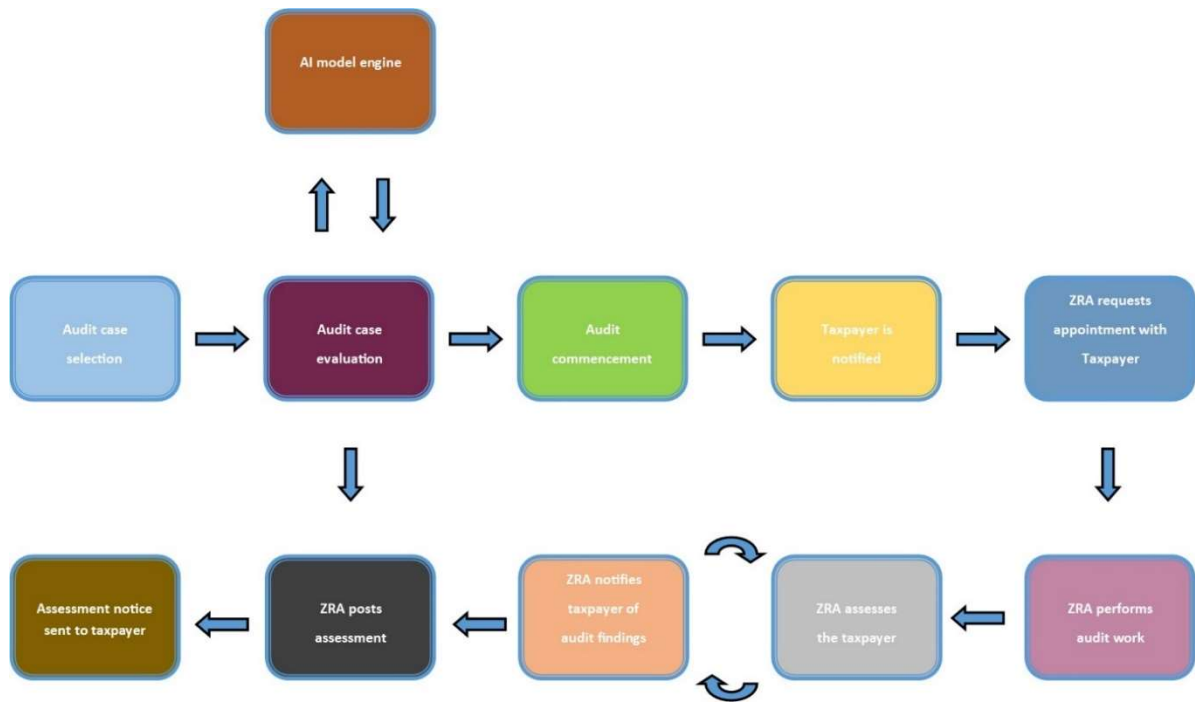 AI model engine
Audit case
selection
Audit case
evaluation
Audit
commencement
Taxpayer is
notified
ZRA requests
appointment with
Taxpayer
Assessment notice
sent to taxpayer
ZRA posts
assessment
ZRA notifies
taxpayer of
audit findings
ZRA assesses
the taxpayer
ZRA performs
audit work